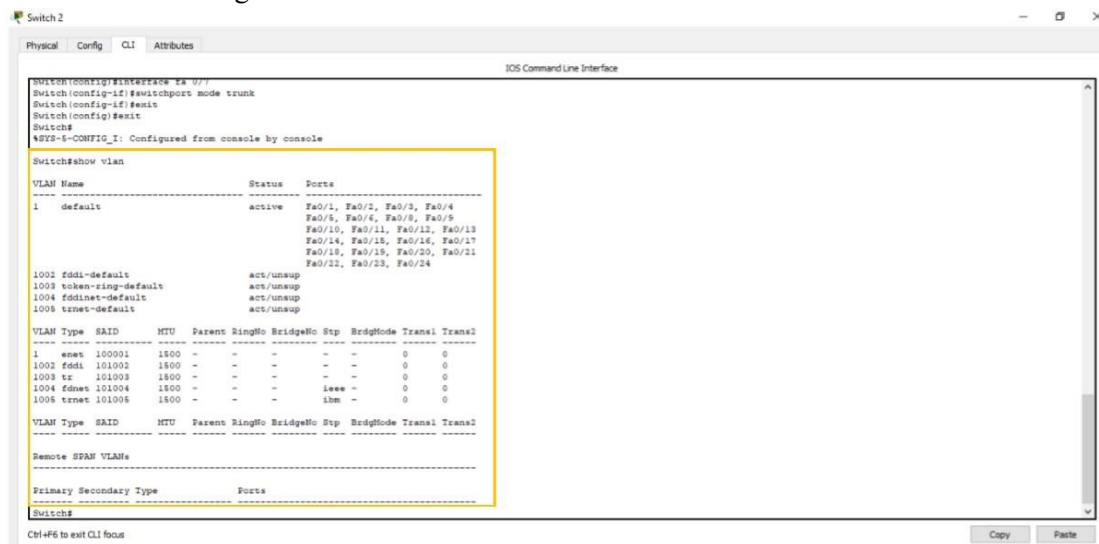 Switch 2
Physical Config CLI Attributes
IOS Command Line Interface
Switch(config)#interface fa 0/7
Switch(config-if)#switchport mode trunk
Switch(config-if)#exit
Switch(config)#exit
Switch#
%SYS-5-CONFIG_I: Configured from console by console
Switch#show vlan
VLAN Name Status Ports
---- -------------------------------- --------- -------------------------------
1 default active Fa0/1, Fa0/2, Fa0/3, Fa0/4
Fa0/5, Fa0/6, Fa0/8, Fa0/9
Fa0/10, Fa0/11, Fa0/12, Fa0/13
Fa0/14, Fa0/15, Fa0/16, Fa0/17
Fa0/18, Fa0/19, Fa0/20, Fa0/21
Fa0/22, Fa0/23, Fa0/24
1002 fddi-default act/unsup
1003 token-ring-default act/unsup
1004 fddinet-default act/unsup
1005 trnet-default act/unsup
VLAN Type SAID MTU Parent RingNo BridgeNo Stp BrdgMode Trans1 Trans2
---- ----- ---------- ----- ------ ------ -------- ---- -------- ------ ------
1 enet 100001 1500 - - - - - 0 0
1002 fddi 101002 1500 - - - - - 0 0
1003 tr 101003 1500 - - - - - 0 0
1004 fdnet 101004 1500 - - - ieee - 0 0
1005 trnet 101005 1500 - - - ibm - 0 0
VLAN Type SAID MTU Parent RingNo BridgeNo Stp BrdgMode Trans1 Trans2
---- ----- ---------- ----- ------ ------ -------- ---- -------- ------ ------
Remote SPAN VLANs
------------------------------------------------------------------------------
Primary Secondary Type Ports
------- --------- ----------------- ------------------------------------------
Switch#
Ctrl+F6 to exit CLI focus
Copy Paste